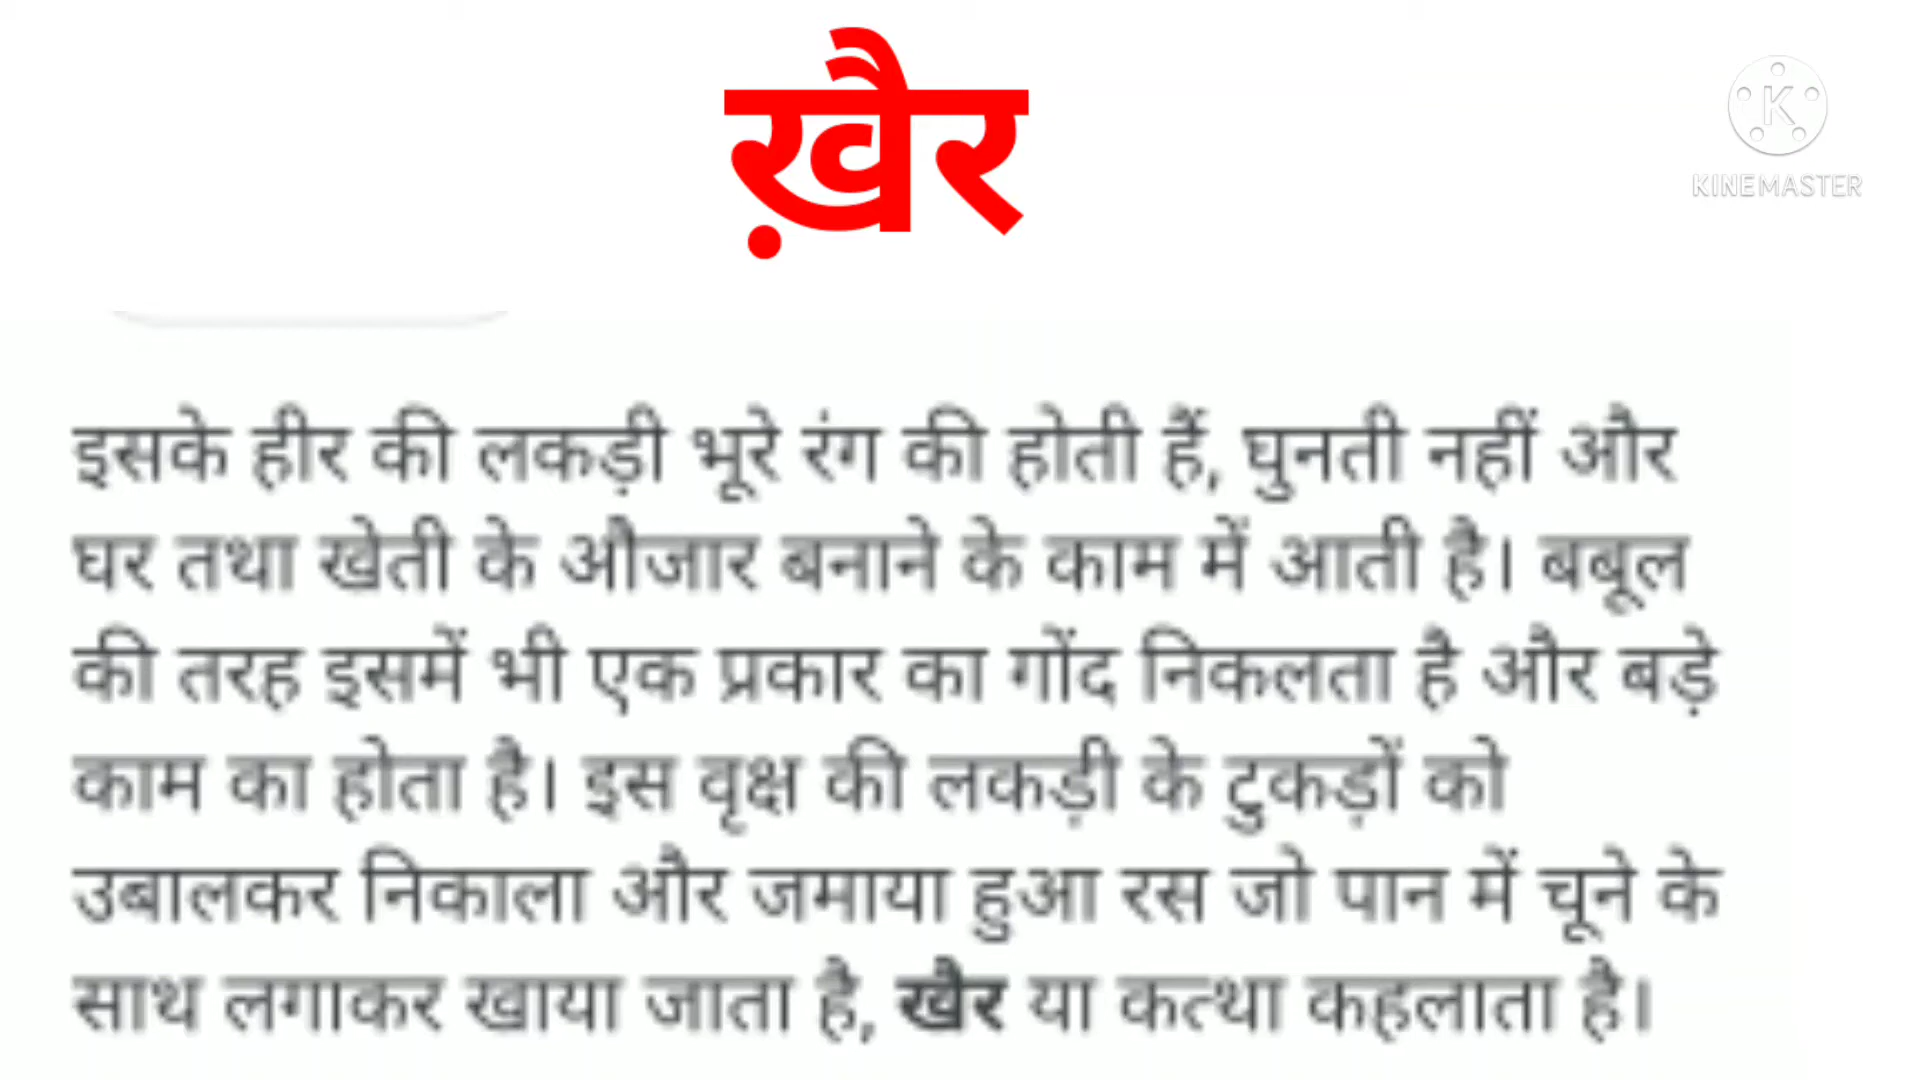 ख़ैर
KINEMASTER
इसके हीर की लकड़ी भूरे रंग की होती हैं, घुनती नहीं और
घर तथा खेती के औजार बनाने के काम में आती है। बबूल
की तरह इसमें भी एक प्रकार का गोंद निकलता है और बड़े
काम का होता है। इस वृक्ष की लकड़ी के टुकड़ों को
उबालकर निकाला और जमाया हुआ रस जो पान में चूने के
साथ लगाकर खाया जाता है, खैर या कत्था कहलाता है।